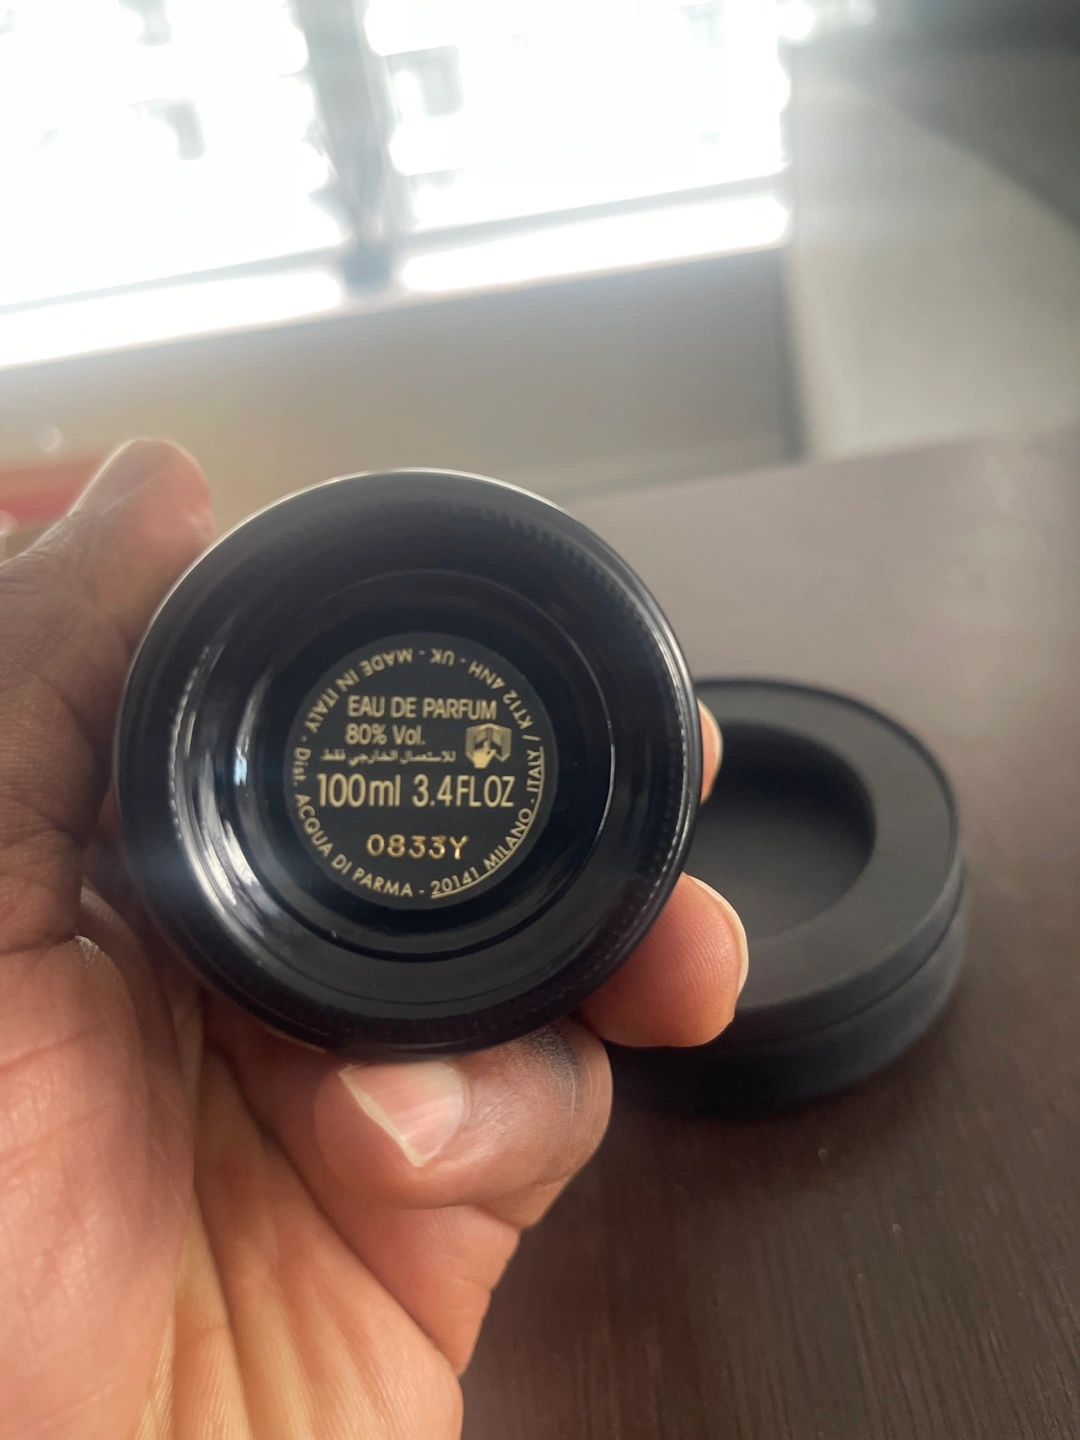 EAU DE PARFUM
80% Vol.
للاستعمال الخارجي فقط
100ml 3.4FLOZ
0833Y
MADE IN ITALY - Dist. ACQUA DI PARMA - 20141 MILANO - ITALY / KT12 4NH - UK -